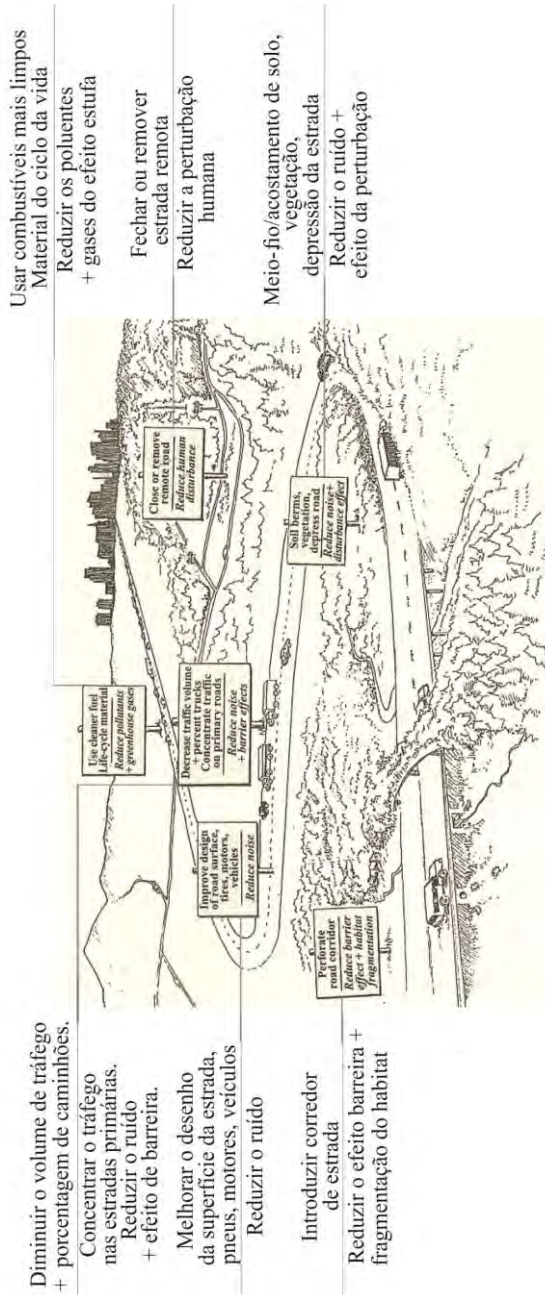 Diminuir o volume de tráfego
+ porcentagem de caminhões.
Concentrar o tráfego
nas estradas primárias.
Reduzir o ruído
+ efeito de barreira.
Melhorar o desenho
da superfície da estrada,
pneus, motores, veículos
Reduzir o ruído
Introduzir corredor
de estrada
Reduzir o efeito barreira +
fragmentação do habitat
Use cleaner fuel
Life-cycle material
Reduce pollutants
+ greenhouse gases
Decrease traffic volume
+ percent trucks
Concentrate traffic
on primary roads
Reduce noise
+ barrier effects
Improve design
of road surface,
tires, motors,
vehicles
Reduce noise
Perforate
road corridor
Reduce barrier
effect + habitat
fragmentation
Close or remove
remote road
Reduce human
disturbance
Soil berms,
vegetation,
depress road
Reduce noise+
disturbance effect
Usar combustíveis mais limpos
Material do ciclo da vida
Reduzir os poluentes
+ gases do efeito estufa
Fechar ou remover
estrada remota
Reduzir a perturbação
humana
Meio-fio/acostamento de solo,
vegetação,
depressão da estrada
Reduzir o ruído +
efeito da perturbação